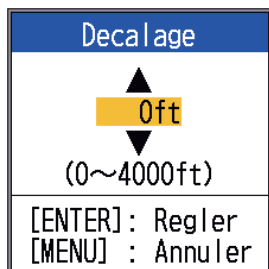 Decalage
▲
0ft
▼
(0～4000ft)
[ENTER]: Regler
[MENU] : Annuler